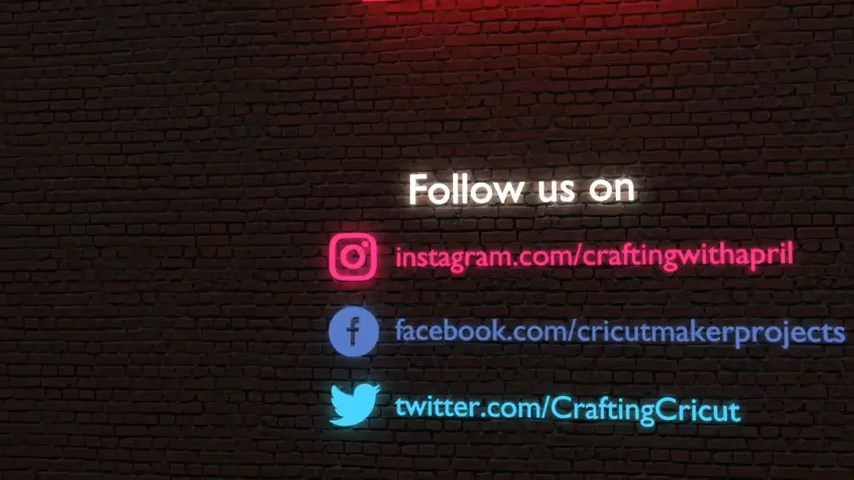 Follow us on
instagram.com/craftingwithapril
facebook.com/cricutmakerprojects
twitter.com/CraftingCricut